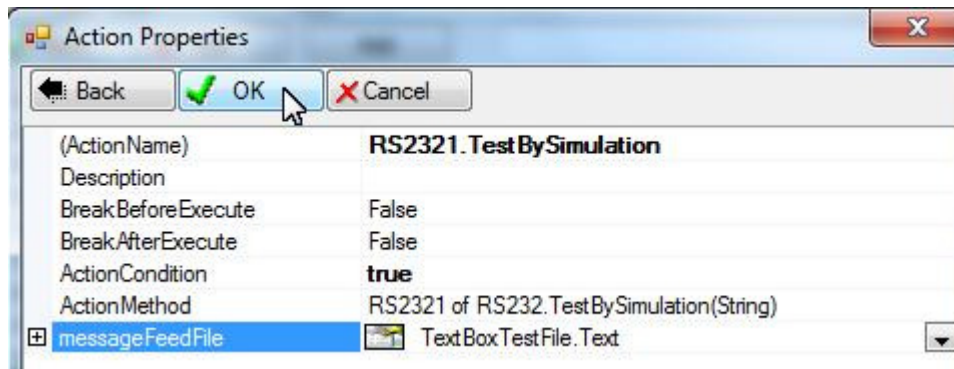 Action Properties
Back OK Cancel
(ActionName) RS2321.TestBySimulation
Description
BreakBeforeExecute False
BreakAfterExecute False
ActionCondition true
ActionMethod RS2321 of RS232.TestBySimulation(String)
messageFeedFile TextBoxTestFile.Text